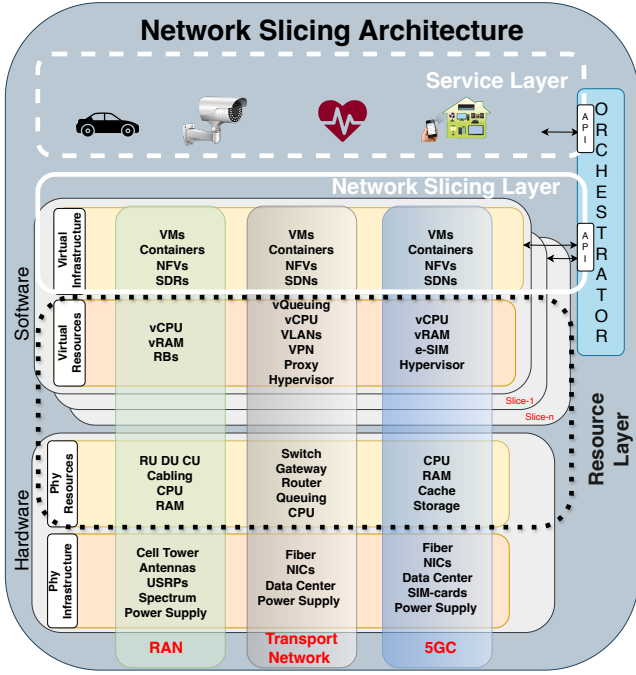 Network Slicing Architecture
Service Layer
API
ORCHESTRATOR
Network Slicing Layer
API
Software
Virtual
Infrastructure
VMs
Containers
NFVs
SDRs
VMs
Containers
NFVs
SDNs
VMs
Containers
NFVs
SDNs
Virtual
Resources
vCPU
vRAM
RBs
vQueuing
vCPU
VLANs
VPN
Proxy
Hypervisor
vCPU
vRAM
e-SIM
Hypervisor
Slice-1
Slice-n
Resource
Layer
Hardware
Phy
Resources
RU DU CU
Cabling
CPU
RAM
Switch
Gateway
Router
Queuing
CPU
CPU
RAM
Cache
Storage
Phy
Infrastructure
Cell Tower
Antennas
USRPs
Spectrum
Power Supply
Fiber
NICs
Data Center
Power Supply
Fiber
NICs
Data Center
SIM-cards
Power Supply
RAN
Transport
Network
5GC